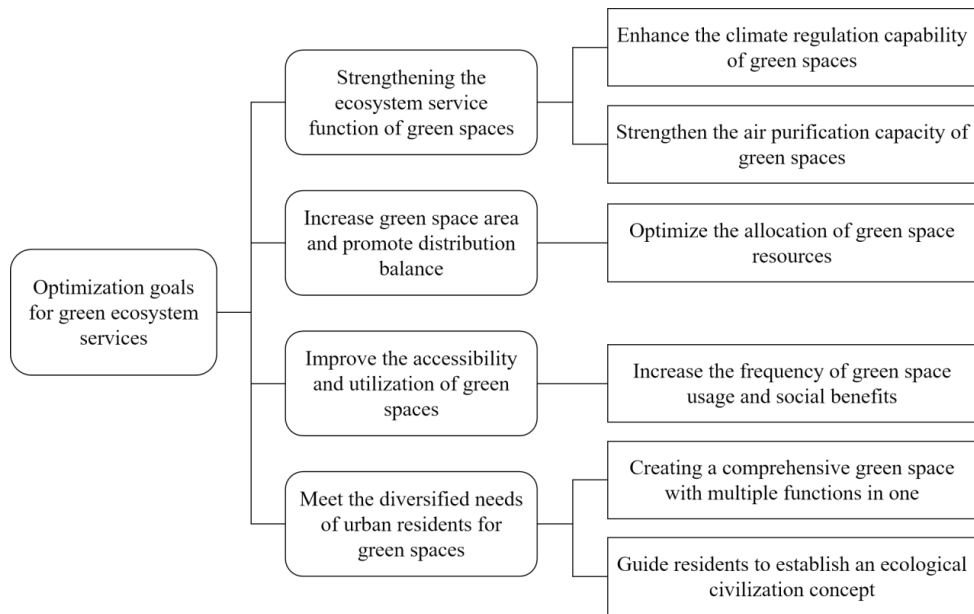 Optimization goals
for green ecosystem
services
Strengthening the
ecosystem service
function of green spaces
Enhance the climate regulation capability
of green spaces
Strengthen the air purification capacity of
green spaces
Increase green space area
and promote distribution
balance
Optimize the allocation of green space
resources
Improve the accessibility
and utilization of green
spaces
Increase the frequency of green space
usage and social benefits
Meet the diversified needs
of urban residents for
green spaces
Creating a comprehensive green space
with multiple functions in one
Guide residents to establish an ecological
civilization concept